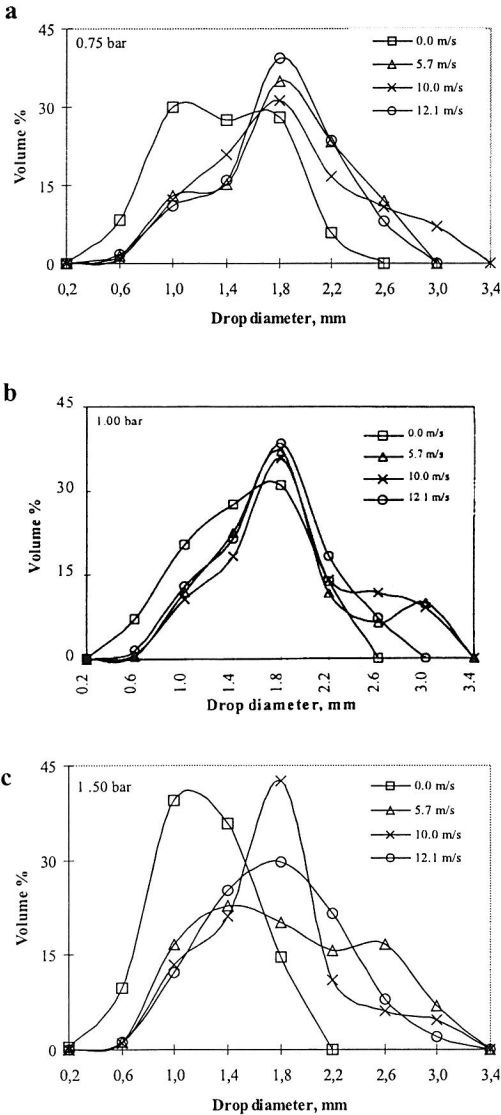 a
45
0.75 bar
0.0 m/s
5.7 m/s
10.0 m/s
12.1 m/s
30
15
0
Volume %
0,2 0,6 1,0 1,4 1,8 2,2 2,6 3,0 3,4
Drop diameter, mm
b
45
1.00 bar
0.0 m/s
5.7 m/s
10.0 m/s
12.1 m/s
30
15
0
Volume %
0.2 0.6 1.0 1.4 1.8 2.2 2.6 3.0 3.4
Drop diameter, mm
c
45
1.50 bar
0.0 m/s
5.7 m/s
10.0 m/s
12.1 m/s
30
15
0
Volume %
0,2 0,6 1,0 1,4 1,8 2,2 2,6 3,0 3,4
Drop diameter, mm